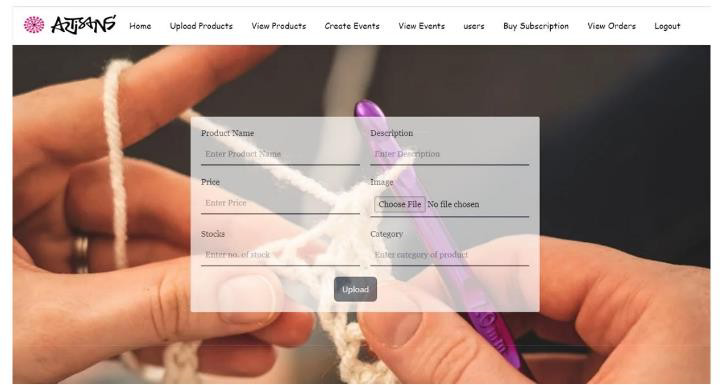 ARTISANS Home Upload Products View Products Create Events View Events users Buy Subscription View Orders Logout
Product Name Description
Enter Product Name Enter Description
Price Image
Enter Price Choose File No file chosen
Stocks Category
Enter no. of stock Enter category of product
Upload